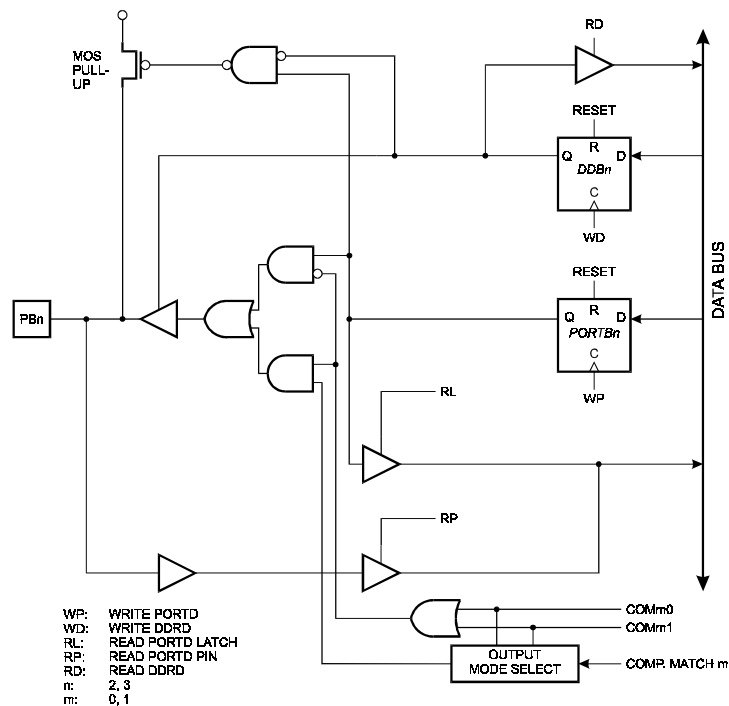 RD
MOS
PULL-
UP
RESET
R
Q
D
DDBn
C
WD
DATA BUS
RESET
R
Q
D
PBn
PORTBn
C
WP
RL
RP
WP: WRITE PORTD
WD: WRITE DDRD
RL: READ PORTD LATCH
RP: READ PORTD PIN
RD: READ DDRD
n: 2, 3
m: 0, 1
COMm0
COMm1
OUTPUT
MODE SELECT
COMP. MATCH m